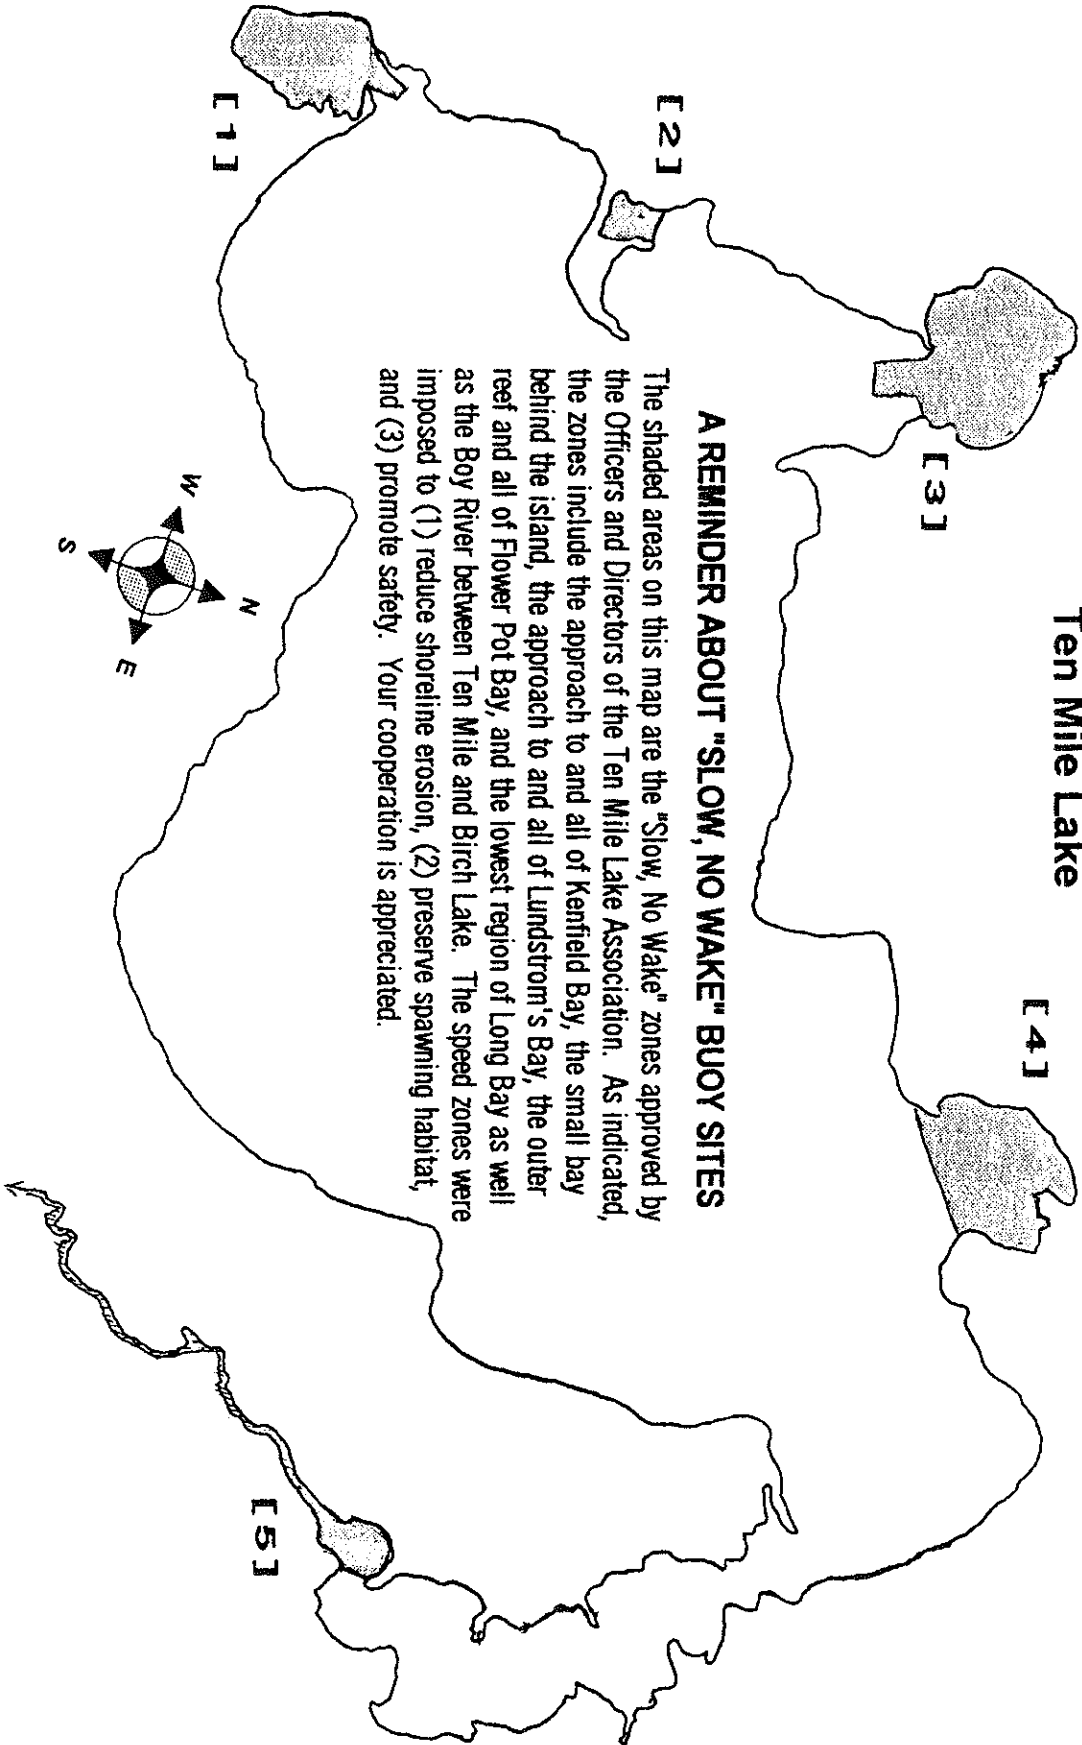 Ten Mile Lake
[ 1 ]
[ 2 ]
[ 3 ]
[ 4 ]
A REMINDER ABOUT "SLOW, NO WAKE" BUOY SITES
The shaded areas on this map are the "Slow, No Wake" zones approved by
the Officers and Directors of the Ten Mile Lake Association. As indicated,
the zones include the approach to and all of Kenfield Bay, the small bay
behind the island, the approach to and all of Lundstrom's Bay, the outer
reef and all of Flower Pot Bay, and the lowest region of Long Bay as well
as the Boy River between Ten Mile and Birch Lake. The speed zones were
imposed to (1) reduce shoreline erosion, (2) preserve spawning habitat,
and (3) promote safety. Your cooperation is appreciated.
[ 5 ]
N
W
E
S